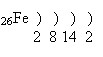 ₂₆Fe ) ) ) )
2 8 14 2